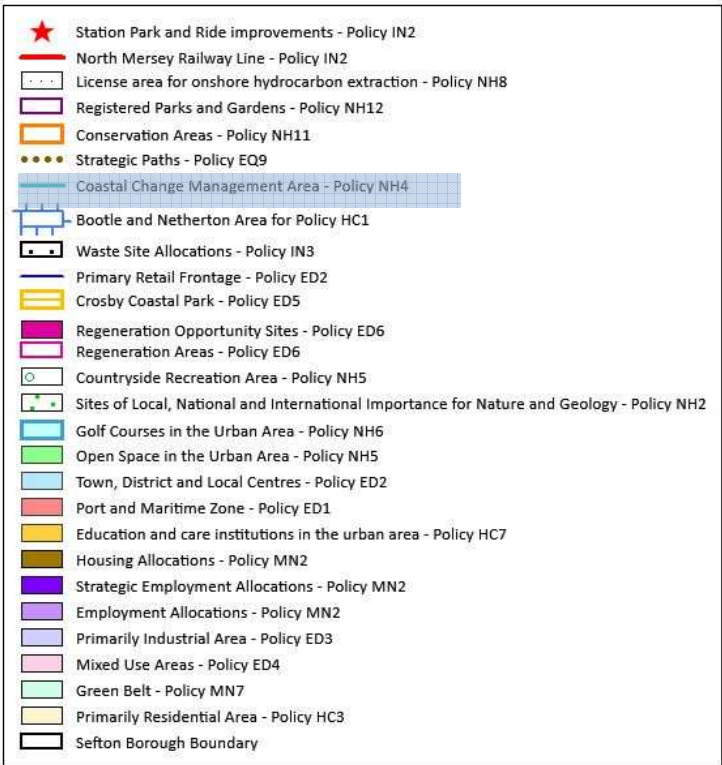 Station Park and Ride improvements - Policy IN2
North Mersey Railway Line - Policy IN2
License area for onshore hydrocarbon extraction - Policy NH8
Registered Parks and Gardens - Policy NH12
Conservation Areas - Policy NH11
Strategic Paths - Policy EQ9
Coastal Change Management Area - Policy NH4
Bootle and Netherton Area for Policy HC1
Waste Site Allocations - Policy IN3
Primary Retail Frontage - Policy ED2
Crosby Coastal Park - Policy ED5
Regeneration Opportunity Sites - Policy ED6
Regeneration Areas - Policy ED6
Countryside Recreation Area - Policy NH5
Sites of Local, National and International Importance for Nature and Geology - Policy NH2
Golf Courses in the Urban Area - Policy NH6
Open Space in the Urban Area - Policy NH5
Town, District and Local Centres - Policy ED2
Port and Maritime Zone - Policy ED1
Education and care institutions in the urban area - Policy HC7
Housing Allocations - Policy MN2
Strategic Employment Allocations - Policy MN2
Employment Allocations - Policy MN2
Primarily Industrial Area - Policy ED3
Mixed Use Areas - Policy ED4
Green Belt - Policy MN7
Primarily Residential Area - Policy HC3
Sefton Borough Boundary